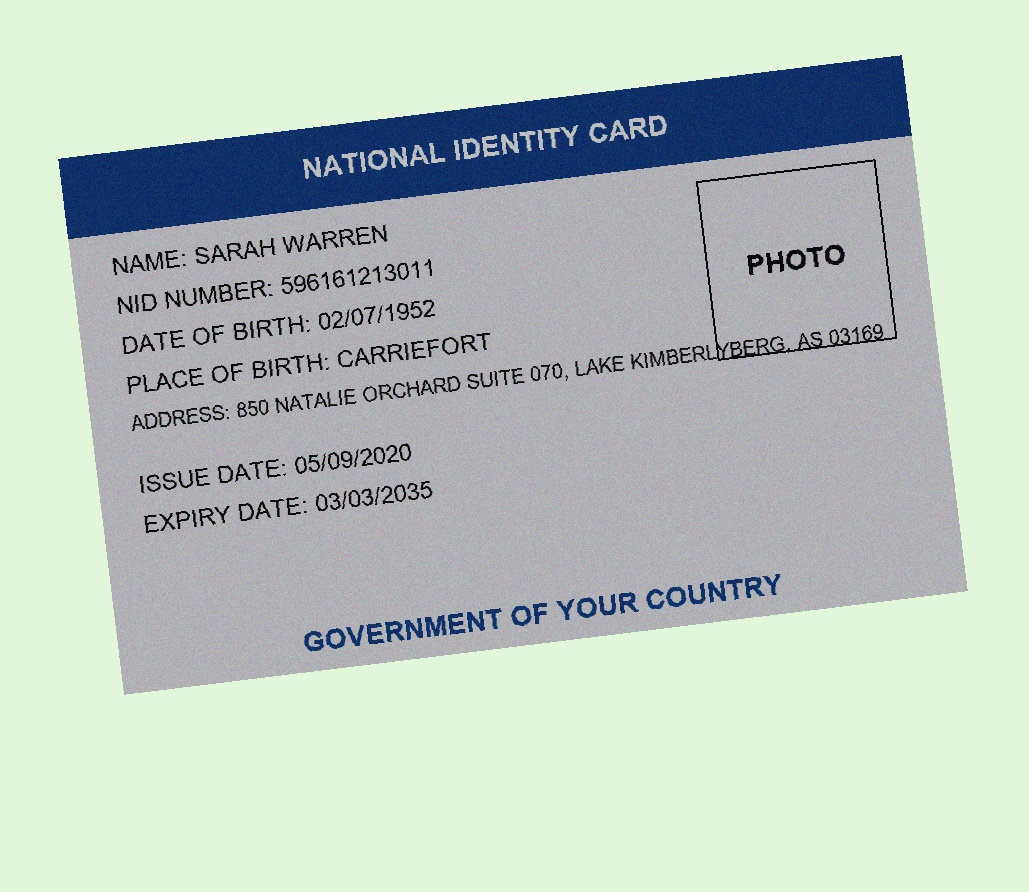 NATIONAL IDENTITY CARD
NAME: SARAH WARREN
NID NUMBER: 596161213011
DATE OF BIRTH: 02/07/1952
PLACE OF BIRTH: CARRIEFORT
ADDRESS: 850 NATALIE ORCHARD SUITE 070, LAKE KIMBERLYBERG, AS 03169
PHOTO
ISSUE DATE: 05/09/2020
EXPIRY DATE: 03/03/2035
GOVERNMENT OF YOUR COUNTRY